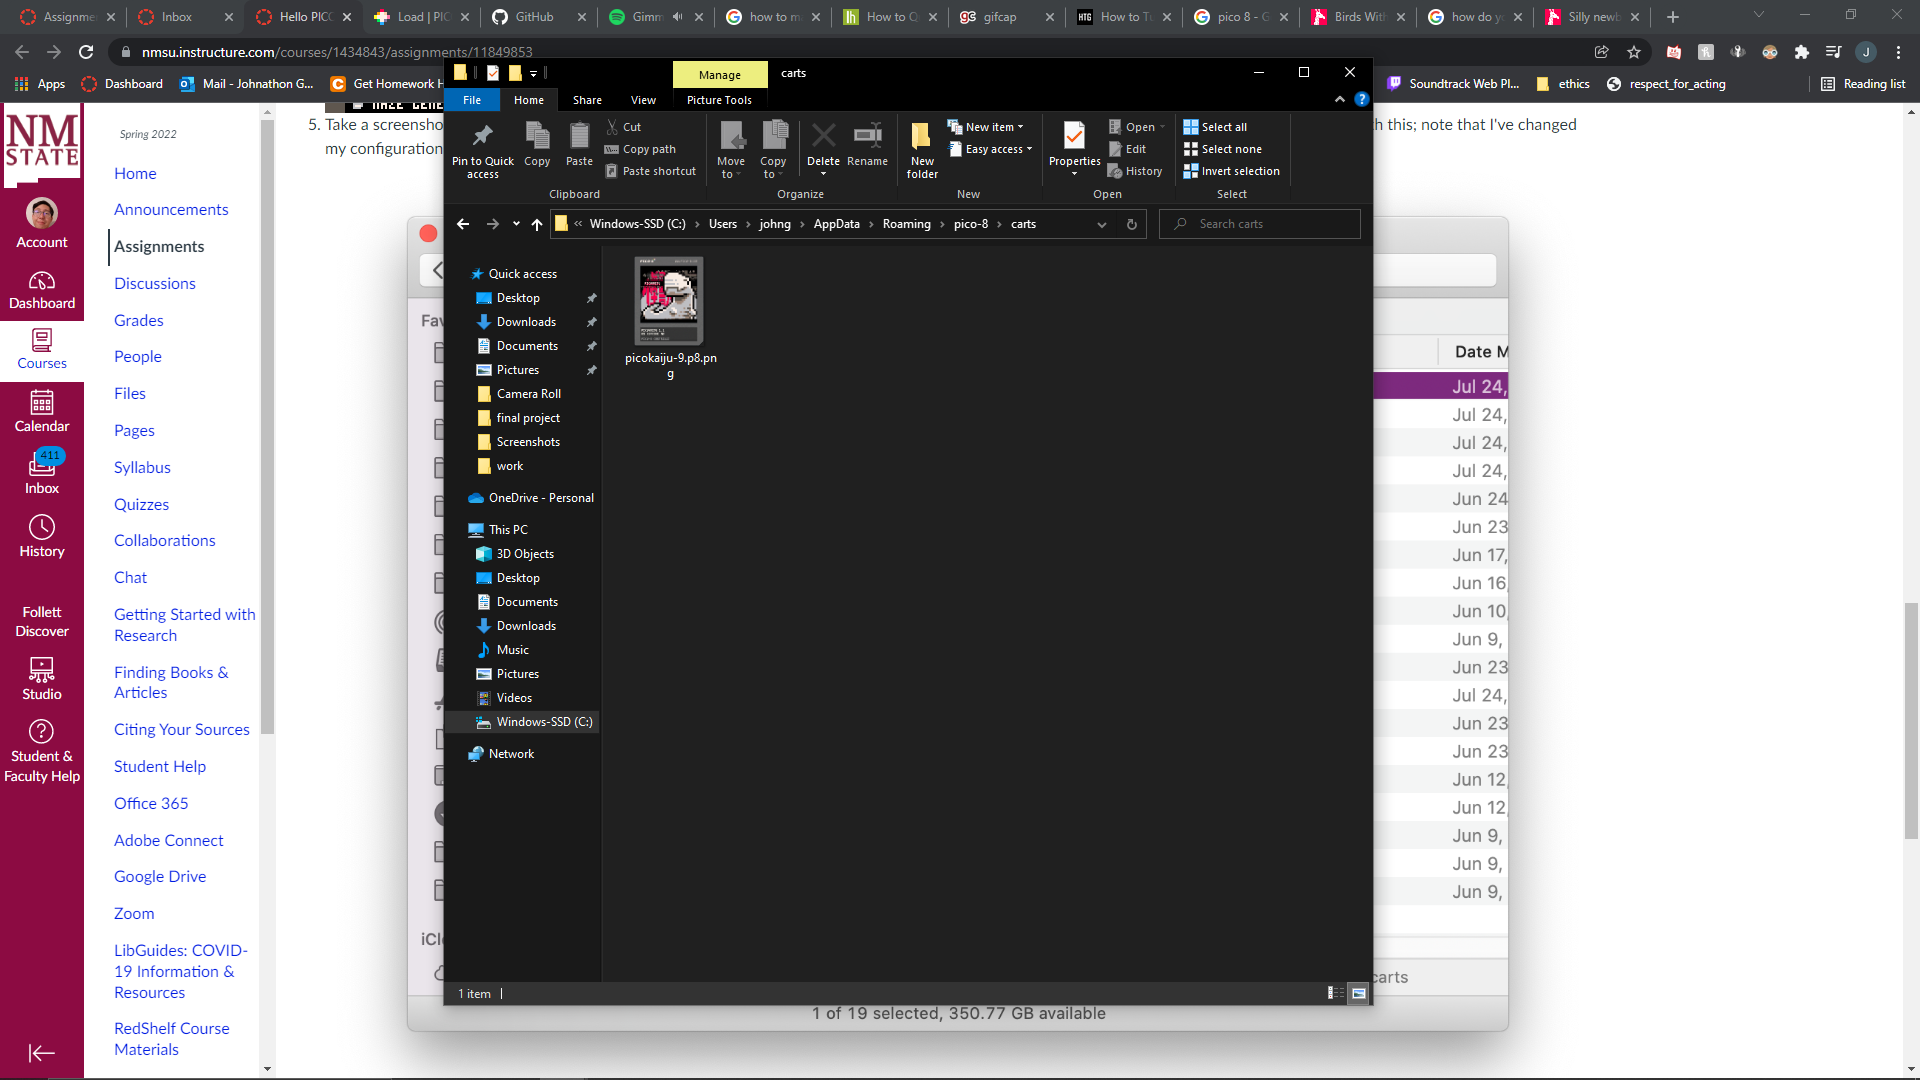 Assignme
Inbox
Hello PICO
Load | PIC
GitHub
Gimm
how to m
How to Q
gifcap
How to Tu
pico 8 - G
Birds With
how do yo
Silly newb
nmsu.instructure.com/courses/1434843/assignments/11849853
Apps
Dashboard
Mail - Johnathon G...
Get Homework H
Soundtrack Web Pl...
ethics
respect_for_acting
Reading list
NM
STATE
Account
Dashboard
Courses
Calendar
411
Inbox
History
Follett
Discover
Studio
Student &
Faculty Help
Spring 2022
Home
Announcements
Assignments
Discussions
Grades
People
Files
Pages
Syllabus
Quizzes
Collaborations
Chat
Getting Started with
Research
Finding Books &
Articles
Citing Your Sources
Student Help
Office 365
Adobe Connect
Google Drive
Zoom
LibGuides: COVID-
19 Information &
Resources
RedShelf Course
Materials
5. Take a screensho
h this; note that I've changed
my configuration
Manage
carts
File
Home
Share
View
Picture Tools
Pin to Quick
access
Copy
Paste
Cut
Copy path
Paste shortcut
Clipboard
Move
to
Copy
to
Delete
Rename
Organize
New
folder
New item
Easy access
New
Properties
Open
Edit
History
Open
Select all
Select none
Invert selection
Select
« Windows-SSD (C:) › Users › johng › AppData › Roaming › pico-8 › carts
Search carts
Quick access
Desktop
Downloads
Documents
Pictures
Camera Roll
final project
Screenshots
work
OneDrive - Personal
This PC
3D Objects
Desktop
Documents
Downloads
Music
Pictures
Videos
Windows-SSD (C:)
Network
picokaiju-9.p8.pn
g
1 item
Fav
iClo
Date M
Jul 24,
Jul 24,
Jul 24,
Jul 24,
Jun 24
Jun 23
Jun 17,
Jun 16
Jun 10,
Jun 9,
Jun 23
Jul 24,
Jun 23
Jun 23
Jun 12,
Jun 12,
Jun 9,
Jun 9,
Jun 9,
carts
1 of 19 selected, 350.77 GB available